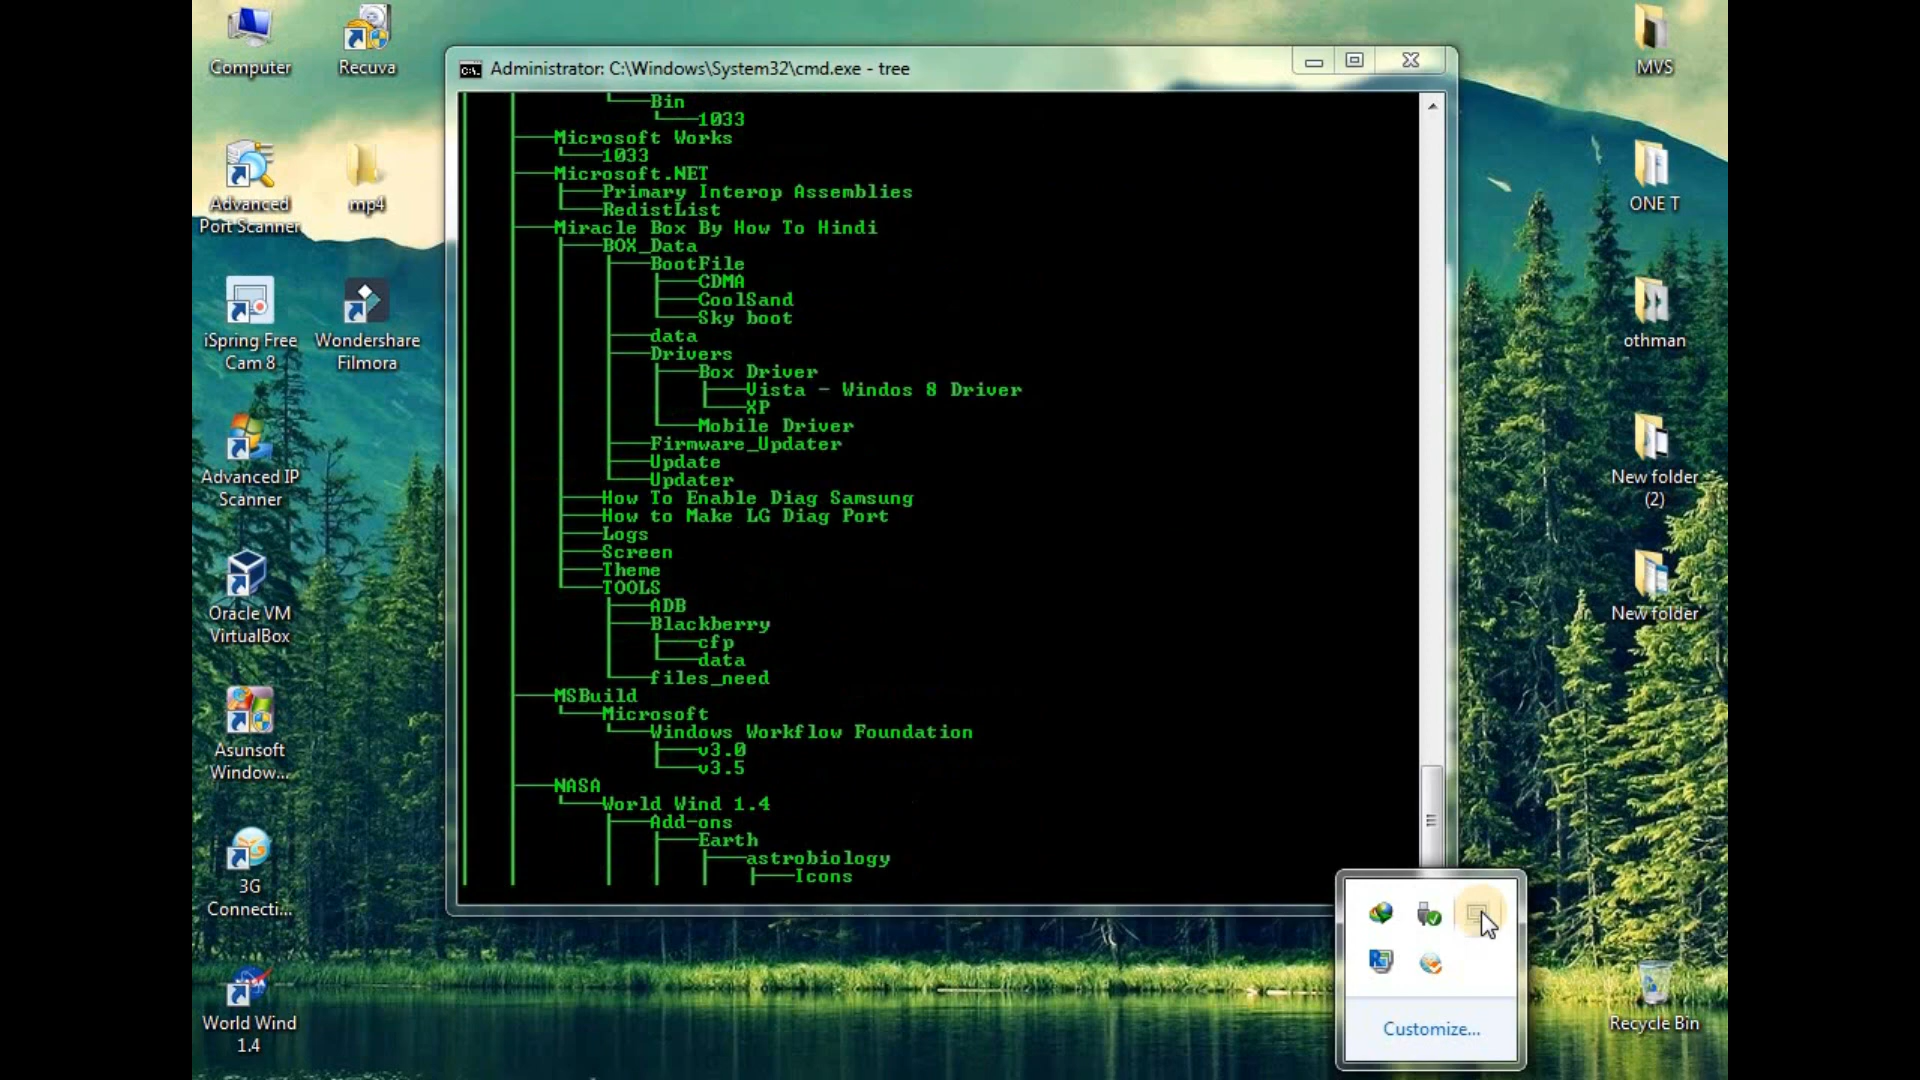 Computer
Recuva
Advanced
Port Scanner
mp4
iSpring Free
Cam 8
Wondershare
Filmora
Advanced IP
Scanner
Oracle VM
VirtualBox
Asunsoft
Window...
3G
Connecti...
World Wind
1.4
Administrator: C:\Windows\System32\cmd.exe - tree
Bin
1033
Microsoft Works
1033
Microsoft.NET
Primary Interop Assemblies
RedistList
Miracle Box By How To Hindi
BOX_Data
BootFile
CDMA
CoolSand
Sky boot
data
Drivers
Box Driver
Vista - Windos 8 Driver
XP
Mobile Driver
Firmware_Updater
Update
Updater
How To Enable Diag Samsung
How to Make LG Diag Port
Logs
Screen
Theme
TOOLS
ADB
Blackberry
cfp
data
files_need
MSBuild
Microsoft
Windows Workflow Foundation
v3.0
v3.5
NASA
World Wind 1.4
Add-ons
Earth
astrobiology
Icons
Customize...
MVS
ONE T
othman
New folder
(2)
New folder
Recycle Bin